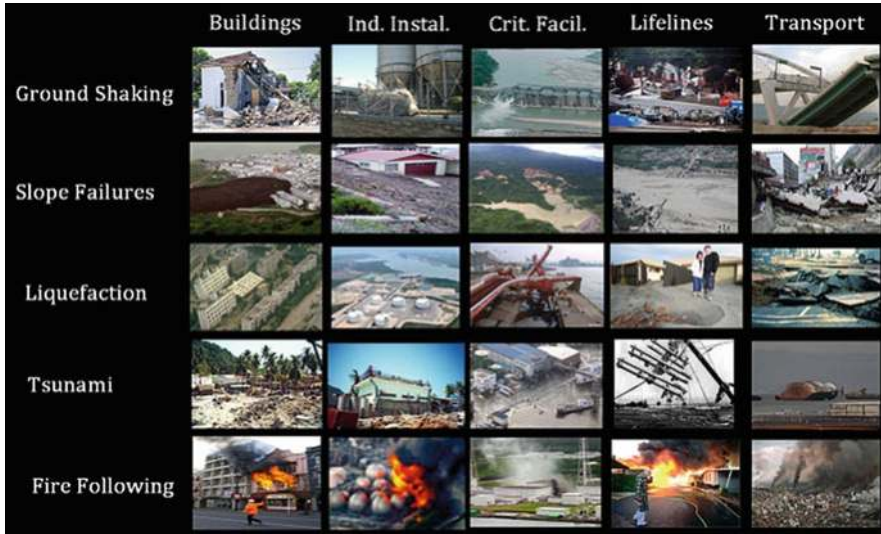 Buildings Ind. Instal. Crit. Facil. Lifelines Transport
Ground Shaking
Slope Failures
Liquefaction
Tsunami
Fire Following